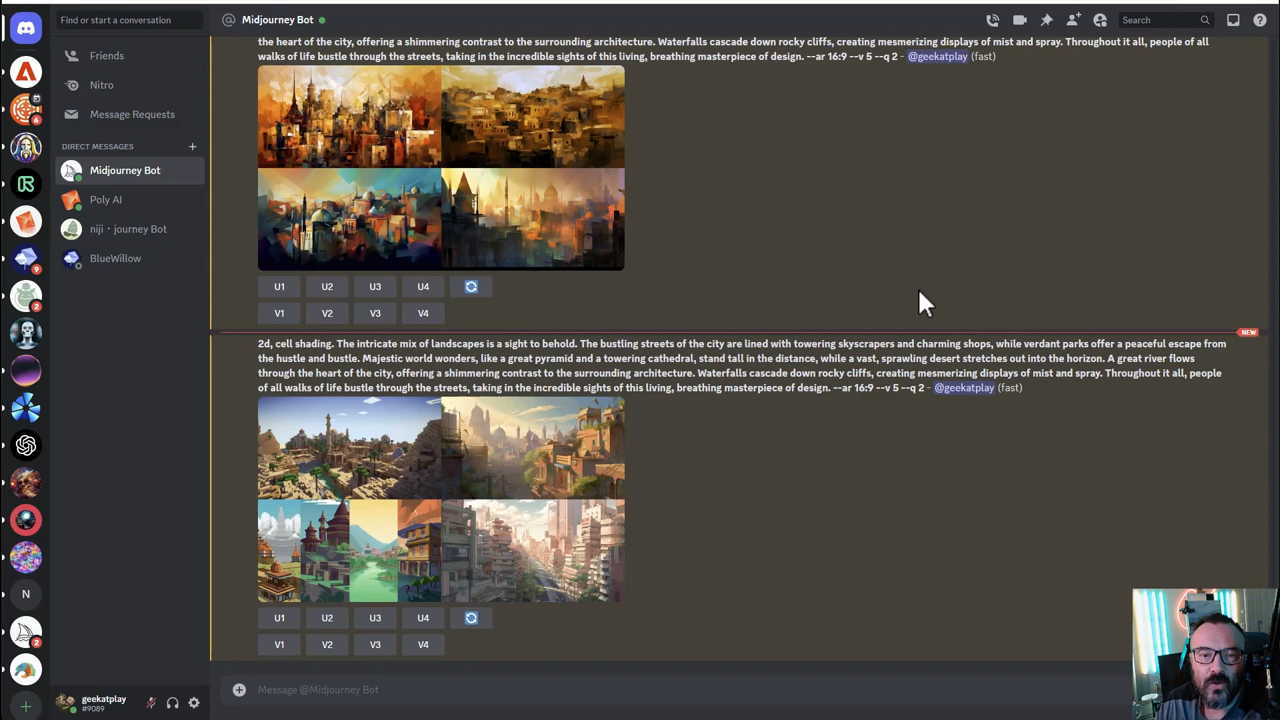 Find or start a conversation
Midjourney Bot
Search
Friends
Nitro
Message Requests
DIRECT MESSAGES
Midjourney Bot
Poly AI
niji・journey Bot
BlueWillow
the heart of the city, offering a shimmering contrast to the surrounding architecture. Waterfalls cascade down rocky cliffs, creating mesmerizing displays of mist and spray. Throughout it all, people of all
walks of life bustle through the streets, taking in the incredible sights of this living, breathing masterpiece of design. --ar 16:9 --v 5 --q 2 - @geekatplay (fast)
U1 U2 U3 U4
V1 V2 V3 V4
NEW
2d, cell shading. The intricate mix of landscapes is a sight to behold. The bustling streets of the city are lined with towering skyscrapers and charming shops, while verdant parks offer a peaceful escape from
the hustle and bustle. Majestic world wonders, like a great pyramid and a towering cathedral, stand tall in the distance, while a vast, sprawling desert stretches out into the horizon. A great river flows
through the heart of the city, offering a shimmering contrast to the surrounding architecture. Waterfalls cascade down rocky cliffs, creating mesmerizing displays of mist and spray. Throughout it all, people
of all walks of life bustle through the streets, taking in the incredible sights of this living, breathing masterpiece of design. --ar 16:9 --v 5 --q 2 - @geekatplay (fast)
U1 U2 U3 U4
V1 V2 V3 V4
6
9
2
N
2
geekatplay
#9089
Message @Midjourney Bot